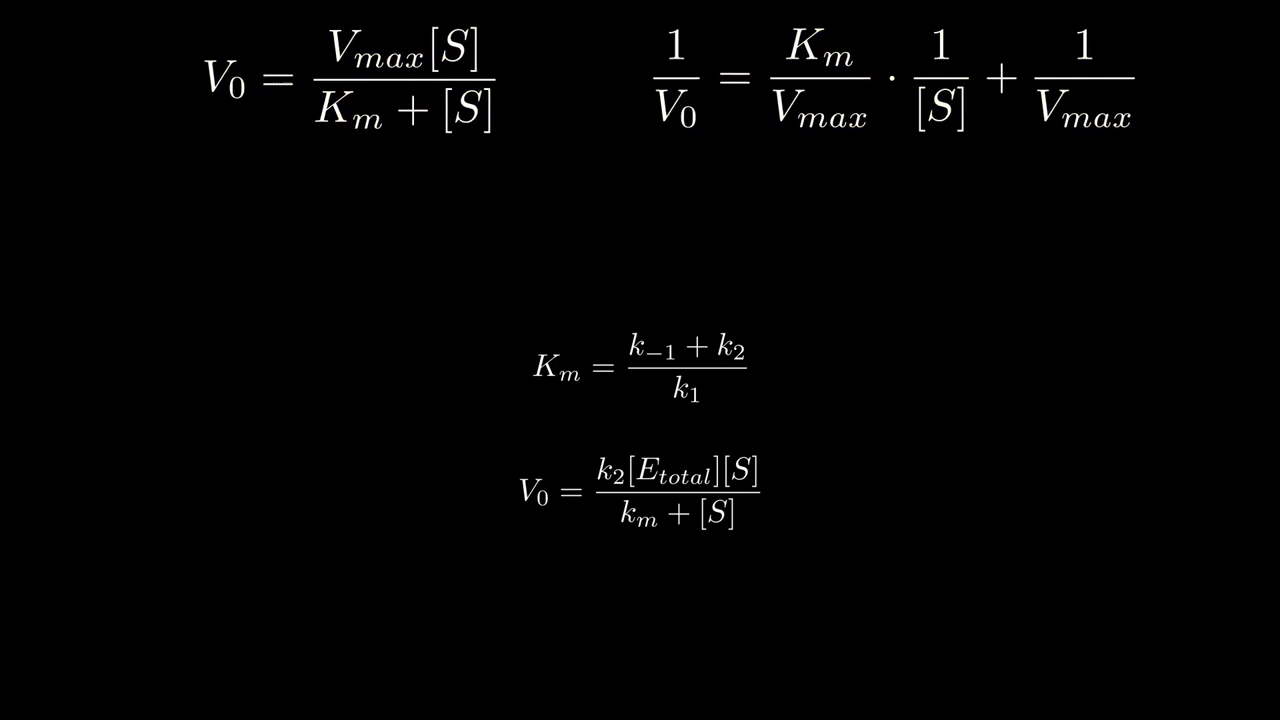 V_0 = \frac{V_{max}[S]}{K_m + [S]}
\frac{1}{V_0} = \frac{K_m}{V_{max}} \cdot \frac{1}{[S]} + \frac{1}{V_{max}}
K_m = \frac{k_{-1} + k_2}{k_1}
V_0 = \frac{k_2[E_{total}][S]}{k_m + [S]}